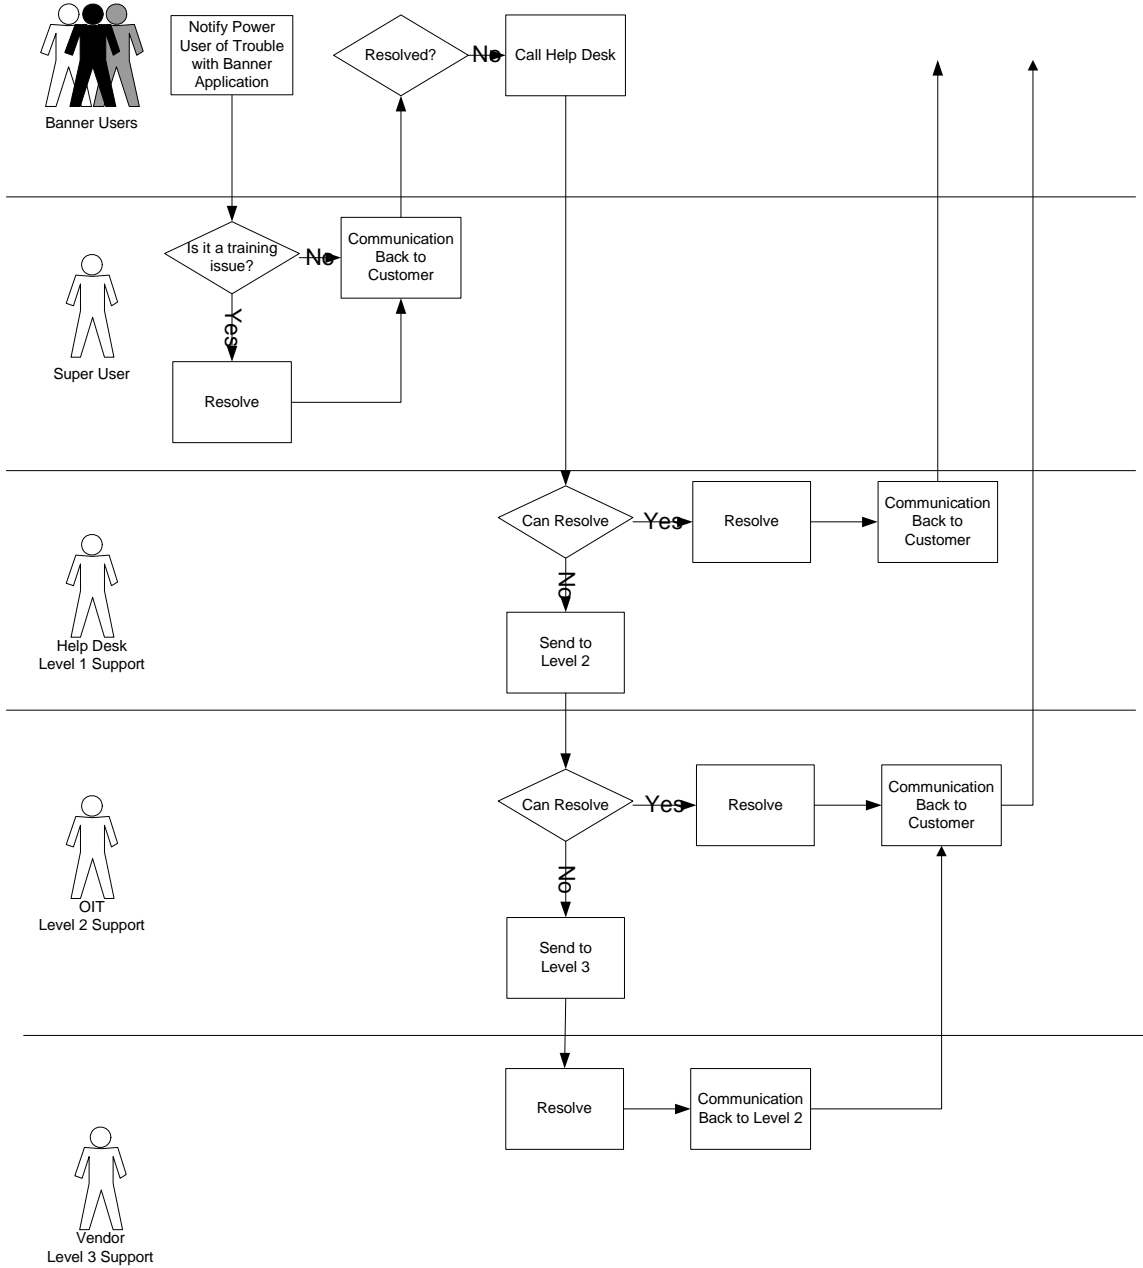 Notify Power
User of Trouble
with Banner
Application
Resolved?
No
Call Help Desk
Banner Users
Is it a training
issue?
No
Communication
Back to
Customer
Yes
Super User
Resolve
Can Resolve
Yes
Resolve
Communication
Back to
Customer
No
Help Desk
Level 1 Support
Send to
Level 2
Can Resolve
Yes
Resolve
Communication
Back to
Customer
No
OIT
Level 2 Support
Send to
Level 3
Resolve
Communication
Back to Level 2
Vendor
Level 3 Support